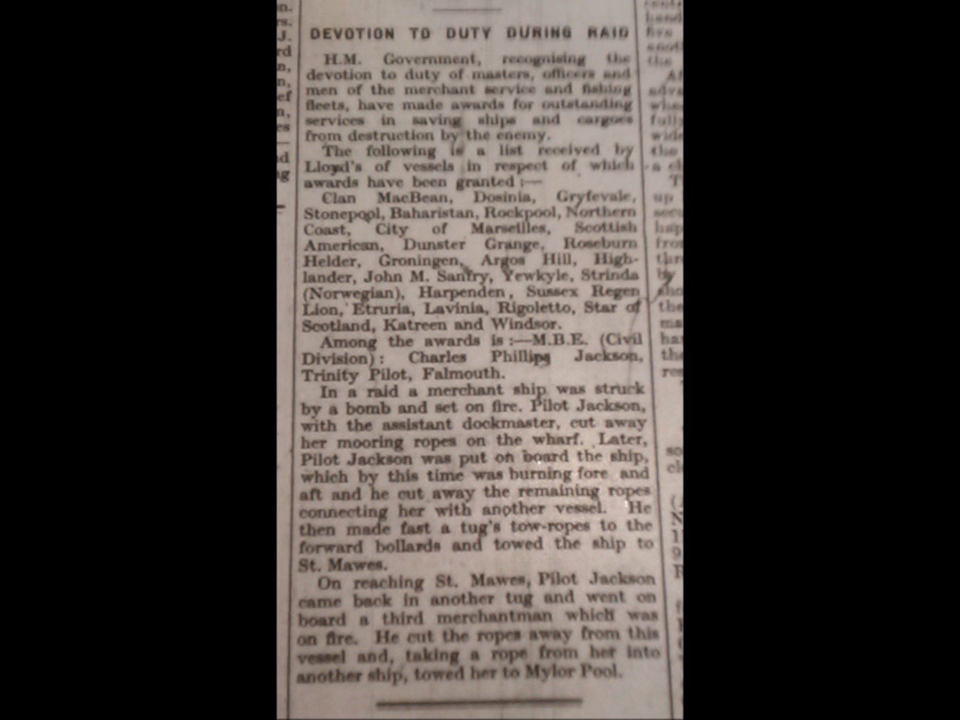 DEVOTION TO DUTY DURING RAID
H.M. Government, recognising the
devotion to duty of masters, officers and
men of the merchant service and fishing
fleets, have made awards for outstanding
services in saving ships and cargoes
from destruction by the enemy.
The following is a list received by
Lloyd's of vessels in respect of which
awards have been granted :—
Clan MacBean, Dosinia, Gryfevale,
Stonepool, Baharistan, Rockpool, Northern
Coast, City of Marseilles, Scottish
American, Dunster Grange, Roseburn
Helder, Groningen, Argos Hill, High-
lander, John M. Yewkyle, Strinda
(Norwegian), Harpenden, Sussex Regen
Lion, Etruria, Lavinia, Rigoletto, Star of
Scotland, Katreen and Windsor.
Among the awards is :—M.B.E. (Civil
Division): Charles Phillips Jackson,
Trinity Pilot, Falmouth.
In a raid a merchant ship was struck
by a bomb and set on fire. Pilot Jackson,
with the assistant dockmaster, cut away
her mooring ropes on the wharf. Later,
Pilot Jackson was put on board the ship,
which by this time was burning fore and
aft and he cut away the remaining ropes
connecting her with another vessel. He
then made fast a tug's tow-ropes to the
forward bollards and towed the ship to
St. Mawes.
On reaching St. Mawes, Pilot Jackson
came back in another tug and went on
board a third merchantman which was
on fire. He cut the ropes away from this
vessel and, taking a rope from her into
another ship, towed her to Mylor Pool.